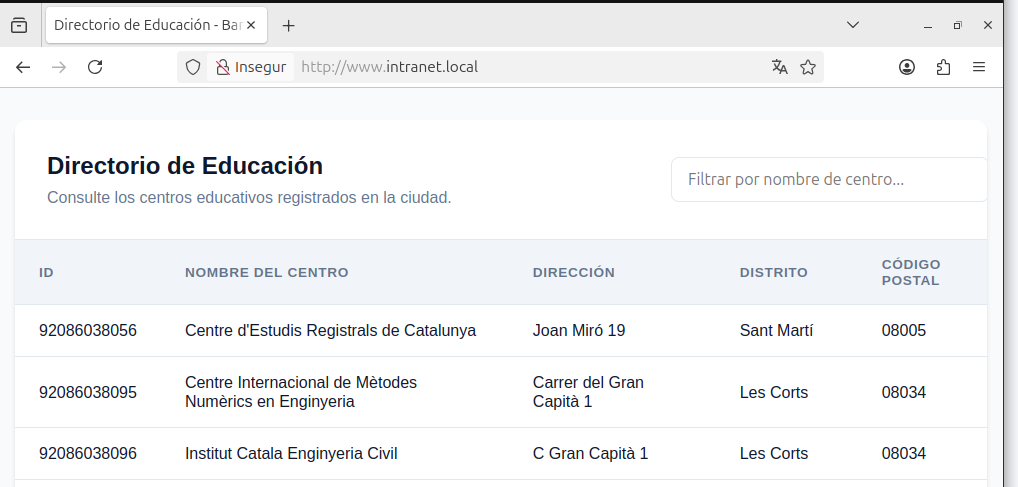 Directorio de Educación - Bar
Insegur
http://www.intranet.local
Directorio de Educación
Consulte los centros educativos registrados en la ciudad.
Filtrar por nombre de centro...
ID NOMBRE DEL CENTRO DIRECCIÓN DISTRITO CÓDIGO POSTAL
92086038056 Centre d'Estudis Registrals de Catalunya Joan Miró 19 Sant Martí 08005
92086038095 Centre Internacional de Mètodes Numèrics en Enginyeria Carrer del Gran Capità 1 Les Corts 08034
92086038096 Institut Catala Enginyeria Civil C Gran Capità 1 Les Corts 08034